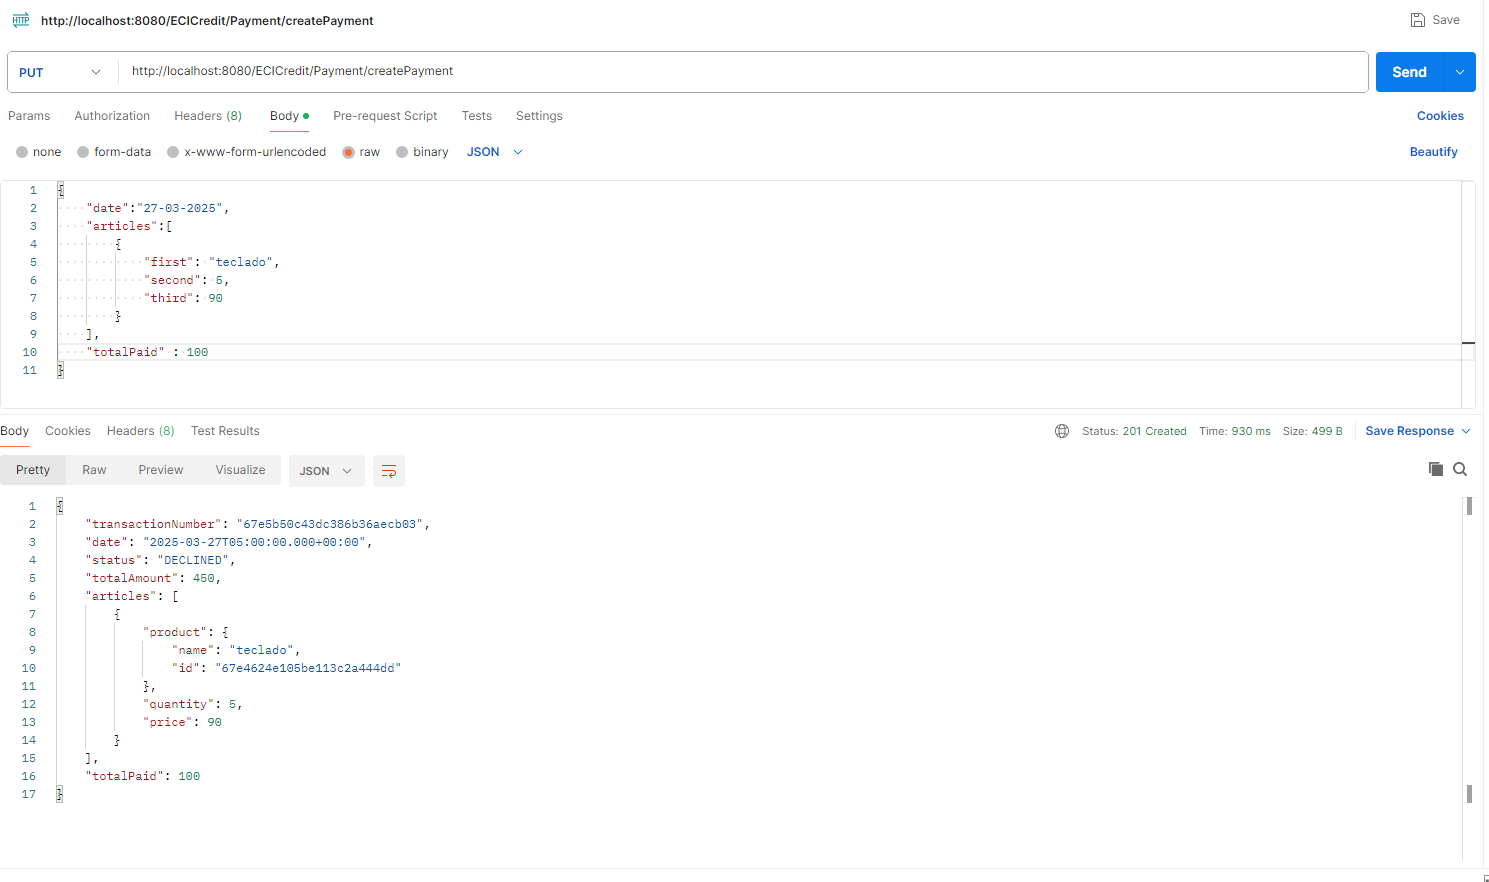 HTTP http://localhost:8080/ECICredit/Payment/createPayment Save
PUT http://localhost:8080/ECICredit/Payment/createPayment Send
Params Authorization Headers (8) Body Pre-request Script Tests Settings Cookies
none form-data x-www-form-urlencoded raw binary JSON Beautify
1 {
2 "date":"27-03-2025",
3 "articles":[
4 {
5 "first": "teclado",
6 "second": 5,
7 "third": 90
8 }
9 ],
10 "totalPaid" : 100
11 }
Body Cookies Headers (8) Test Results Status: 201 Created Time: 930 ms Size: 499 B Save Response
Pretty Raw Preview Visualize JSON
1 {
2 "transactionNumber": "67e5b50c43dc386b36aecb03",
3 "date": "2025-03-27T05:00:00.000+00:00",
4 "status": "DECLINED",
5 "totalAmount": 450,
6 "articles": [
7 {
8 "product": {
9 "name": "teclado",
10 "id": "67e4624e105be113c2a444dd"
11 },
12 "quantity": 5,
13 "price": 90
14 }
15 ],
16 "totalPaid": 100
17 }